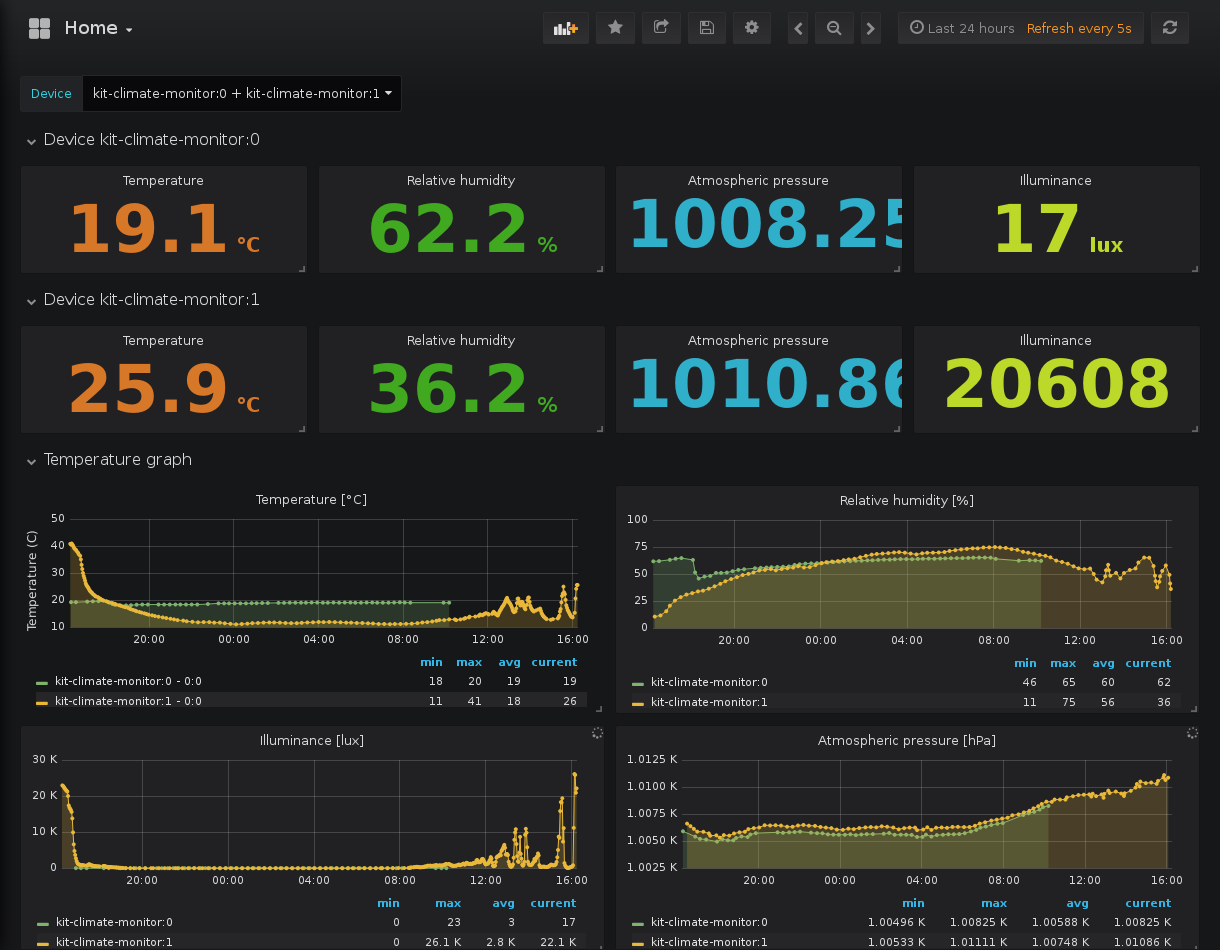 Home
Last 24 hours Refresh every 5s
Device kit-climate-monitor:0 + kit-climate-monitor:1
Device kit-climate-monitor:0
Temperature Relative humidity Atmospheric pressure Illuminance
19.1 °C 62.2 % 1008.25 17 lux
Device kit-climate-monitor:1
Temperature Relative humidity Atmospheric pressure Illuminance
25.9 °C 36.2 % 1010.86 20608
Temperature graph
Temperature [°C]
Temperature (C)
50
40
30
20
10
20:00 00:00 04:00 08:00 12:00 16:00
min max avg current
kit-climate-monitor:0 - 0:0 18 20 19 19
kit-climate-monitor:1 - 0:0 11 41 18 26
Relative humidity [%]
100
75
50
25
0
20:00 00:00 04:00 08:00 12:00 16:00
min max avg current
kit-climate-monitor:0 46 65 60 62
kit-climate-monitor:1 11 75 56 36
Illuminance [lux]
30 K
20 K
10 K
0
20:00 00:00 04:00 08:00 12:00 16:00
min max avg current
kit-climate-monitor:0 0 23 3 17
kit-climate-monitor:1 0 26.1 K 2.8 K 22.1 K
Atmospheric pressure [hPa]
1.0125 K
1.0100 K
1.0075 K
1.0050 K
1.0025 K
20:00 00:00 04:00 08:00 12:00 16:00
min max avg current
kit-climate-monitor:0 1.00496 K 1.00825 K 1.00588 K 1.00825 K
kit-climate-monitor:1 1.00533 K 1.01111 K 1.00748 K 1.01086 K